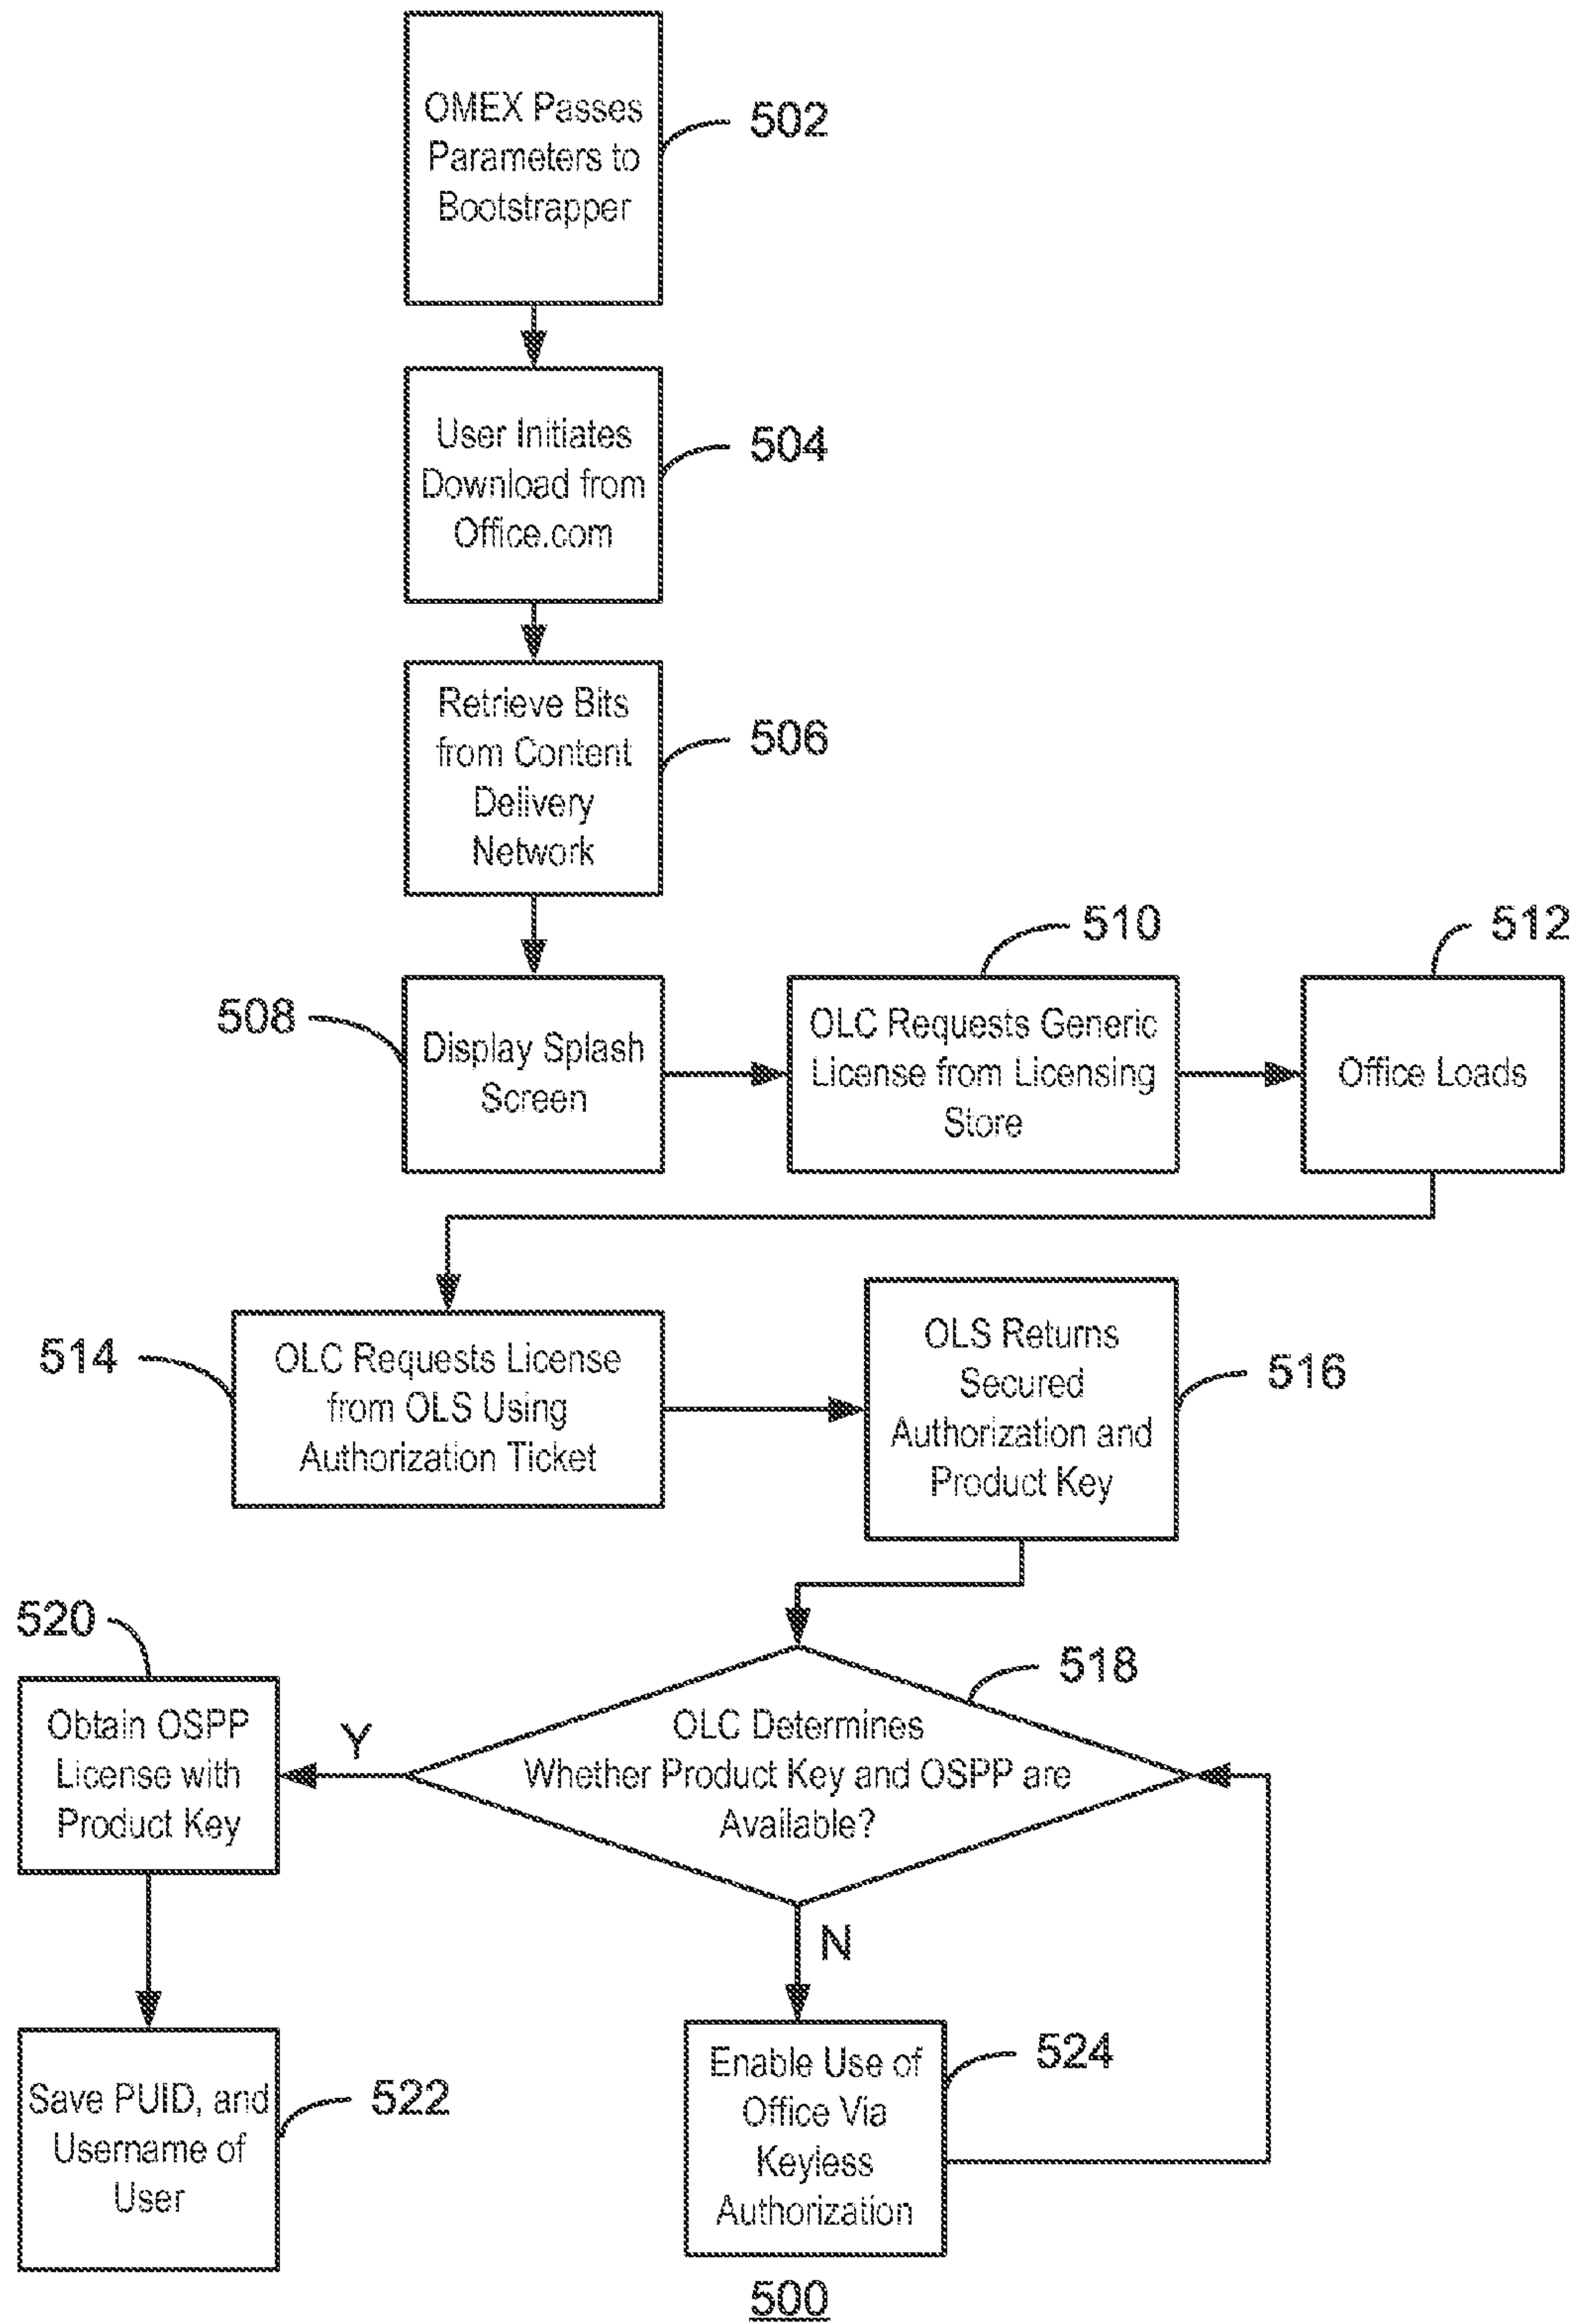 OMEX Passes
Parameters to
Bootstrapper
502
User Initiates
Download from
Office.com
504
Retrieve Bits
from Content
Delivery
Network
506
508
Display Splash
Screen
510
OLC Requests Generic
License from Licensing
Store
512
Office Loads
514
OLC Requests License
from OLS Using
Authorization Ticket
OLS Returns
Secured
Authorization and
Product Key
516
518
OLC Determines
Whether Product Key and OSPP are
Available?
Y
520
Obtain OSPP
License with
Product Key
Save PUID, and
Username of
User
522
N
Enable Use of
Office Via
Keyless
Authorization
524
500